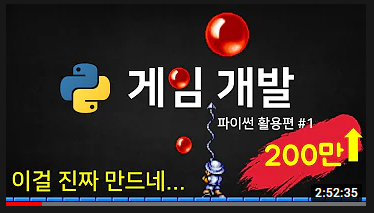 게임 개발
파이썬 활용편 #1
200만
이걸 진짜 만드네...
2:52:35